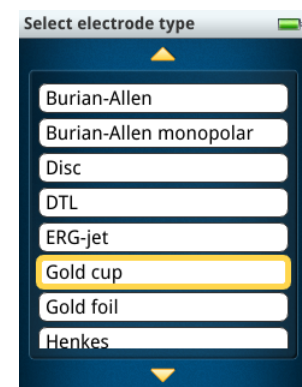 Select electrode type
Burian-Allen
Burian-Allen monopolar
Disc
DTL
ERG-jet
Gold cup
Gold foil
Henkes